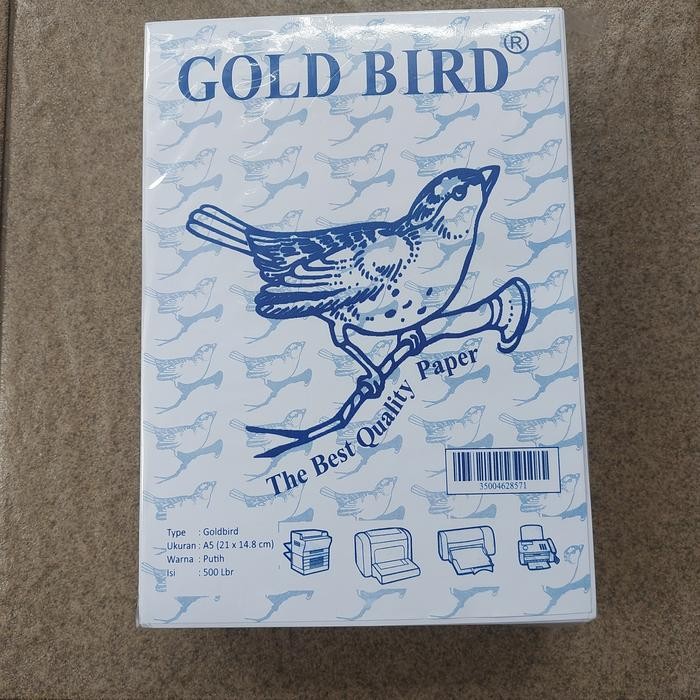 GOLD BIRD®
The Best Quality Paper
35004628571
Type : Goldbird
Ukuran : A5 (21 x 14.8 cm)
Warna : Putih
Isi : 500 Lbr